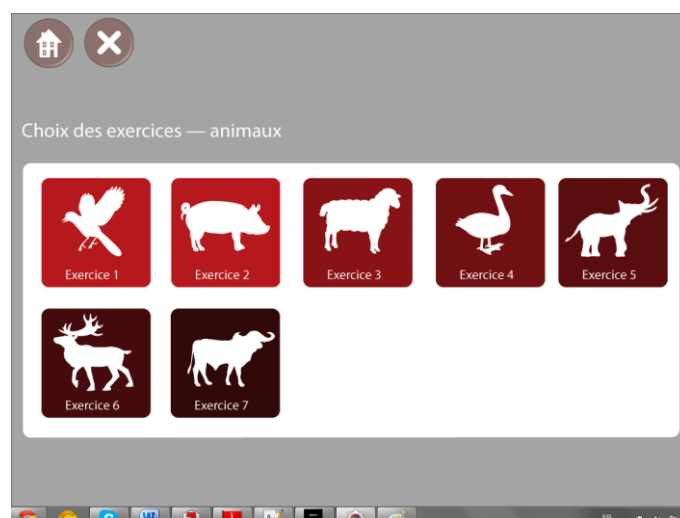 Choix des exercices — animaux
Exercice 1
Exercice 2
Exercice 3
Exercice 4
Exercice 5
Exercice 6
Exercice 7